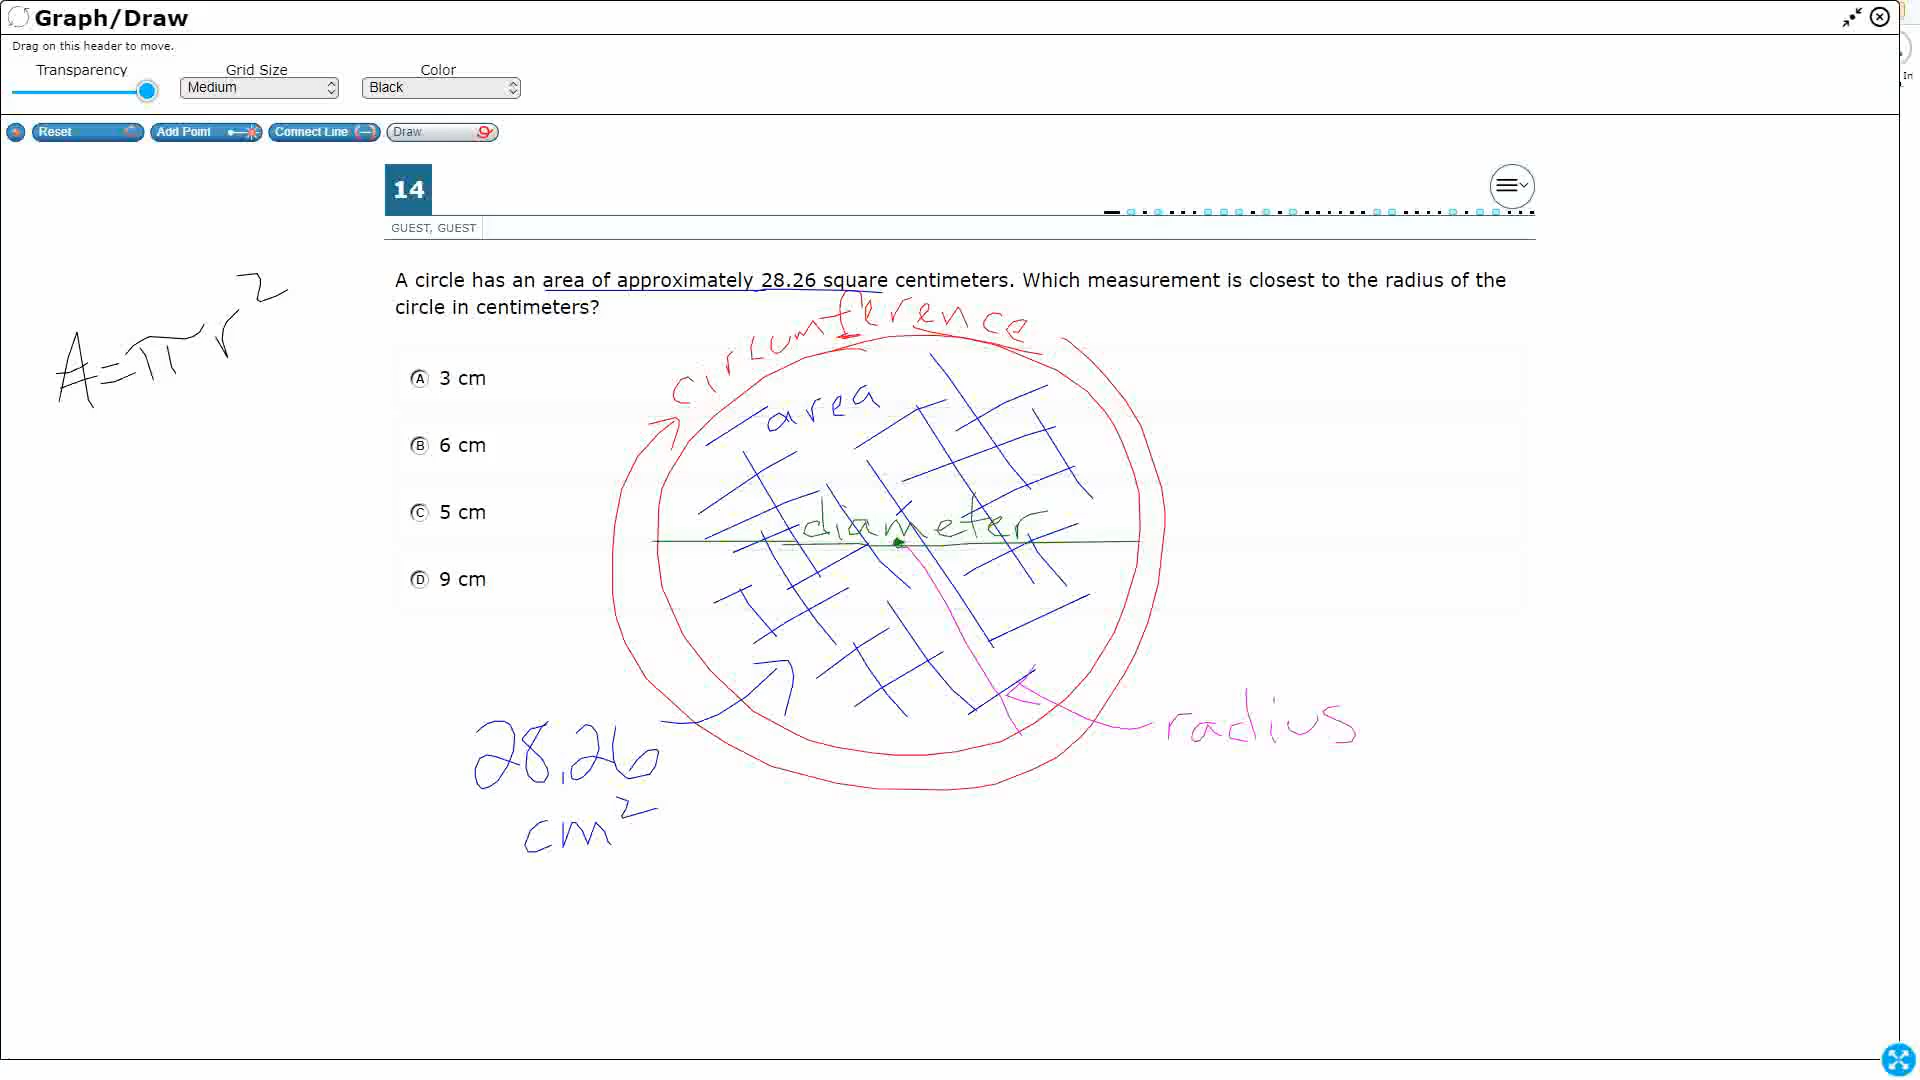 Graph/Draw
Drag on this header to move.
Transparency
Grid Size
Color
Medium
Black
Reset
Add Point
Connect Line
Draw
14
GUEST, GUEST
A circle has an area of approximately 28.26 square centimeters. Which measurement is closest to the radius of the
circle in centimeters?
A = πr²
circumference
A 3 cm
area
B 6 cm
C 5 cm
diameter
D 9 cm
radius
28.26
cm²
In